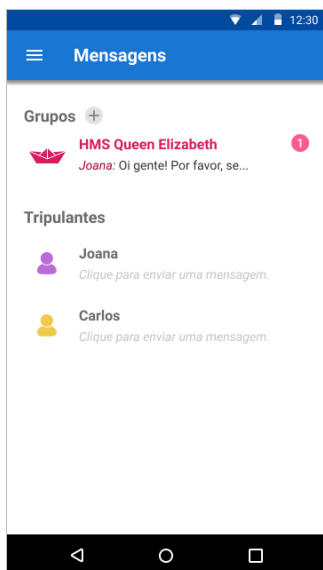 12:30
Mensagens
Grupos
HMS Queen Elizabeth 1
Joana: Oi gente! Por favor, se...
Tripulantes
Joana
Clique para enviar uma mensagem.
Carlos
Clique para enviar uma mensagem.